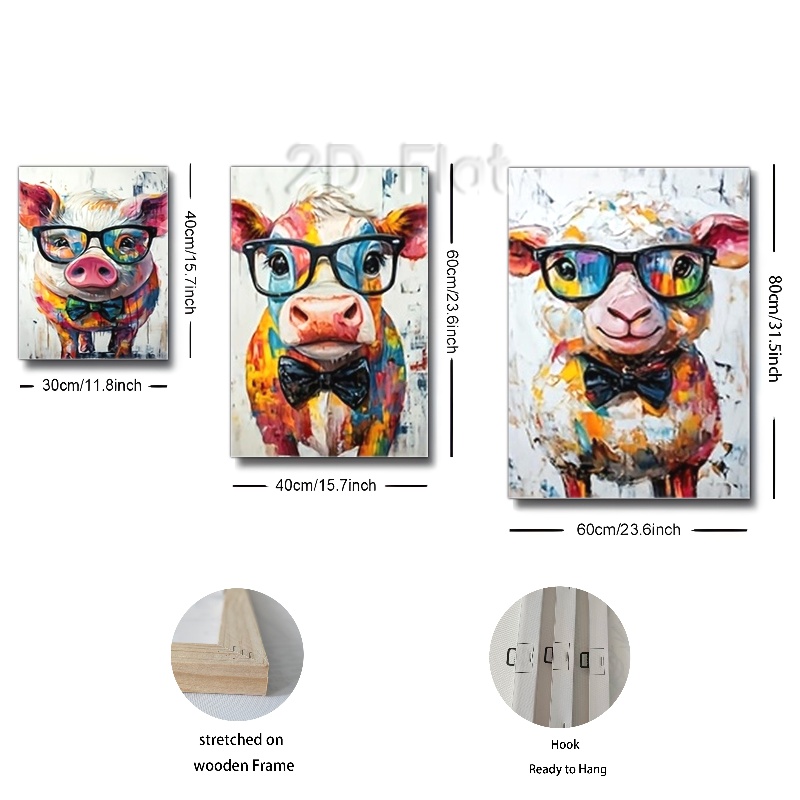 2D Flat
40cm/15.7inch
30cm/11.8inch
60cm/23.6inch
40cm/15.7inch
80cm/31.5inch
60cm/23.6inch
stretched on
wooden Frame
Hook
Ready to Hang